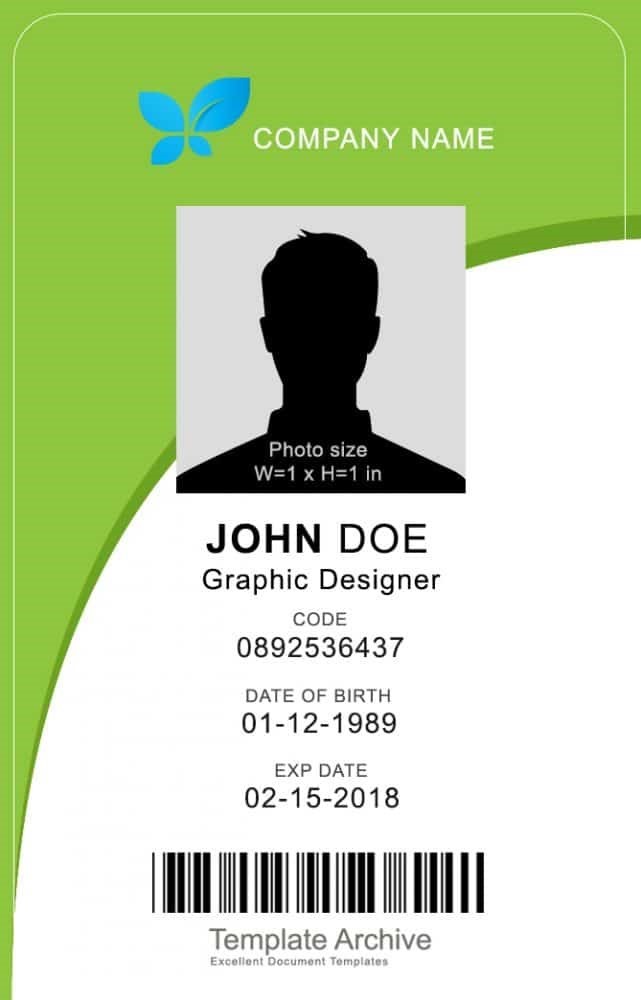 COMPANY NAME
Photo size
W=1 x H=1 in
JOHN DOE
Graphic Designer
CODE
0892536437
DATE OF BIRTH
01-12-1989
EXP DATE
02-15-2018
Template Archive
Excellent Document Templates